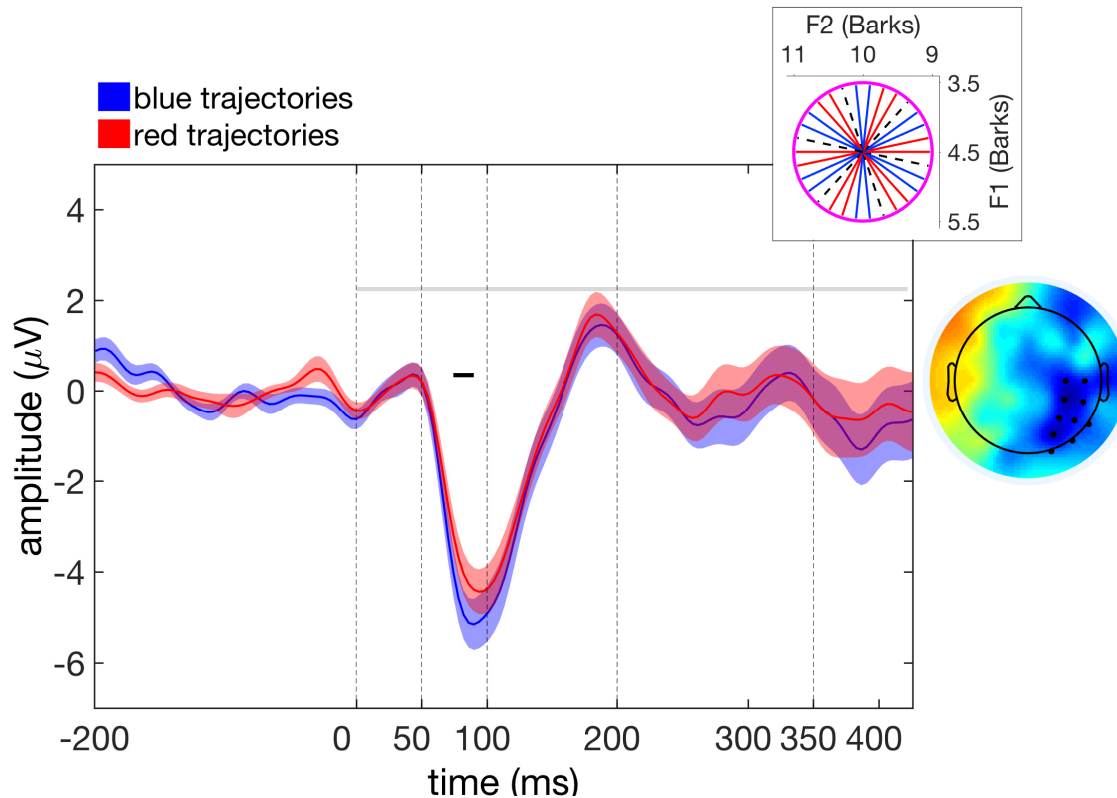 F2 (Barks)
11 10 9
3.5
4.5
5.5
F1 (Barks)
blue trajectories
red trajectories
4
2
0
-2
-4
-6
amplitude (μV)
-200 0 50 100 200 300 350 400
time (ms)